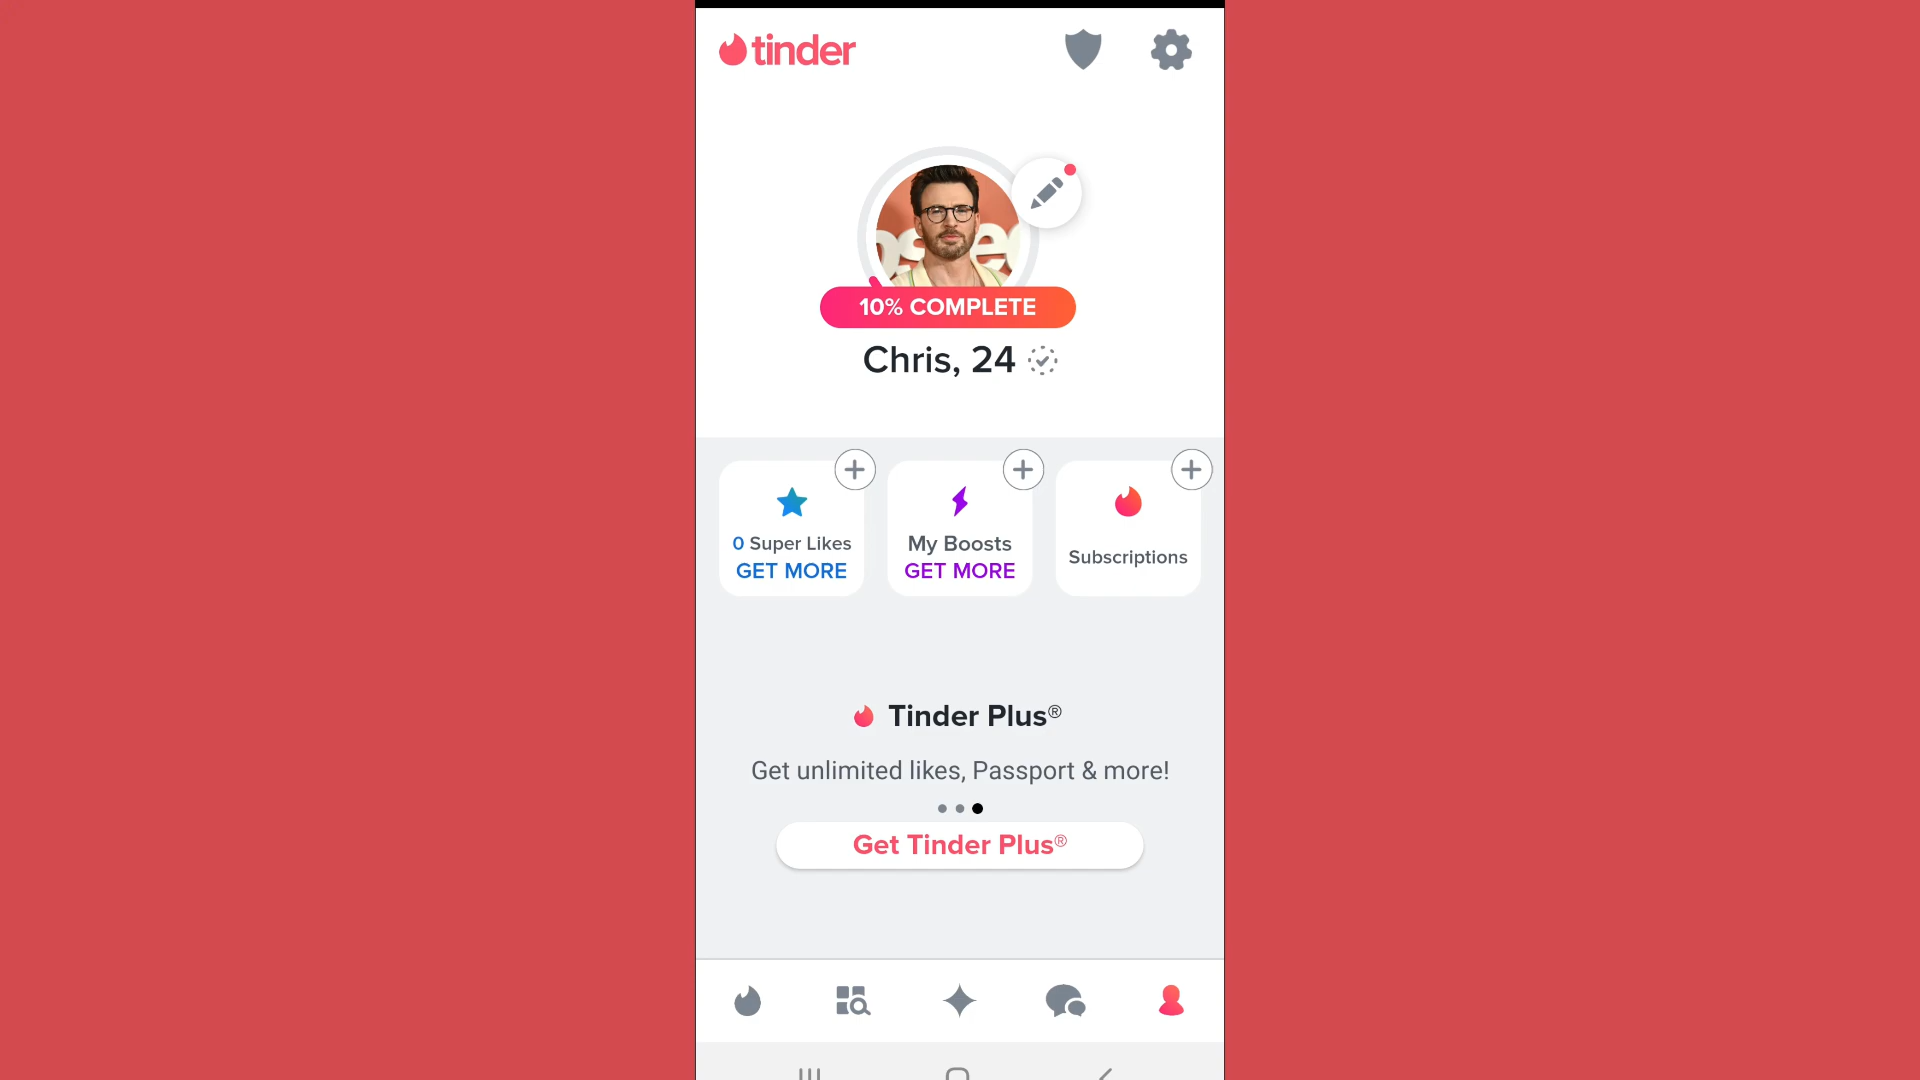 tinder
10% COMPLETE
Chris, 24
0 Super Likes
GET MORE
My Boosts
GET MORE
Subscriptions
Tinder Plus®
Get unlimited likes, Passport & more!
Get Tinder Plus®